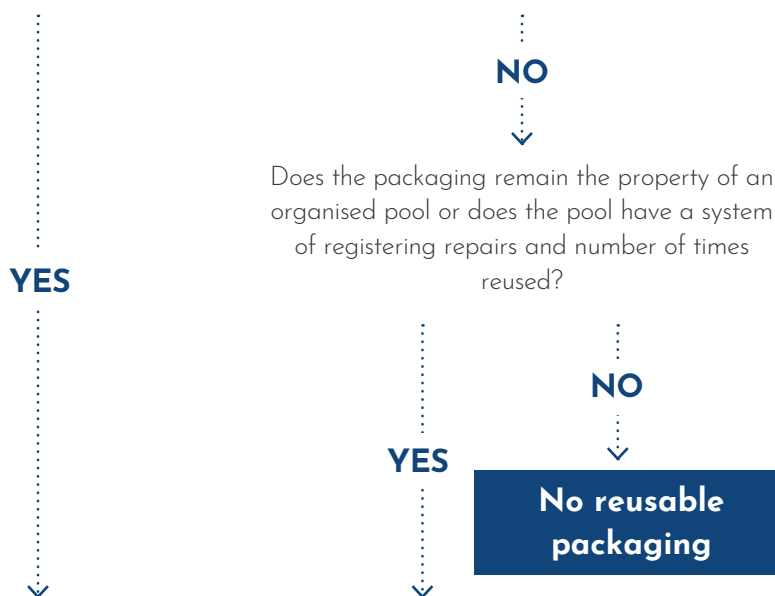 NO
Does the packaging remain the property of an
organised pool or does the pool have a system
of registering repairs and number of times
reused?
YES
NO
YES
No reusable
packaging